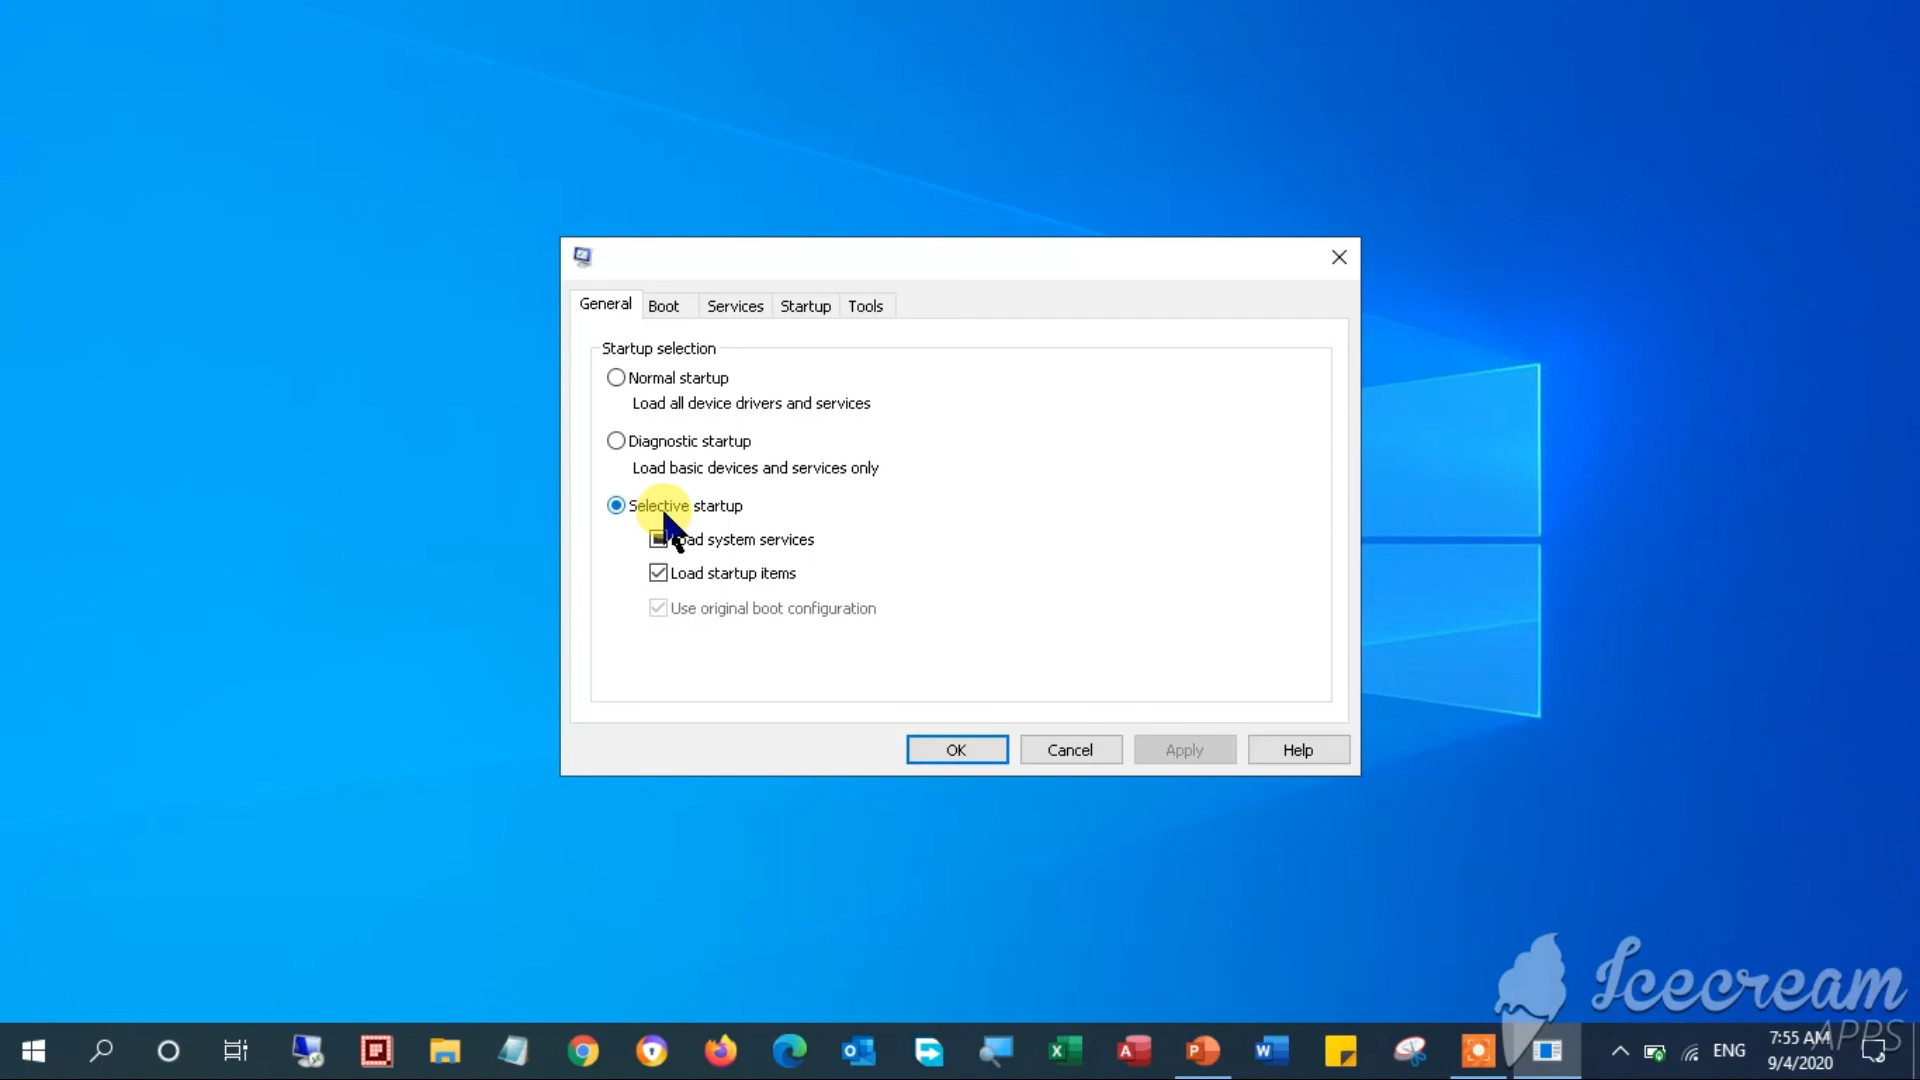 General Boot Services Startup Tools
Startup selection
Normal startup
Load all device drivers and services
Diagnostic startup
Load basic devices and services only
Selective startup
system services
Load startup items
Use original boot configuration
OK Cancel Apply Help
Icecream
APPS
ENG
7:55 AM
9/4/2020